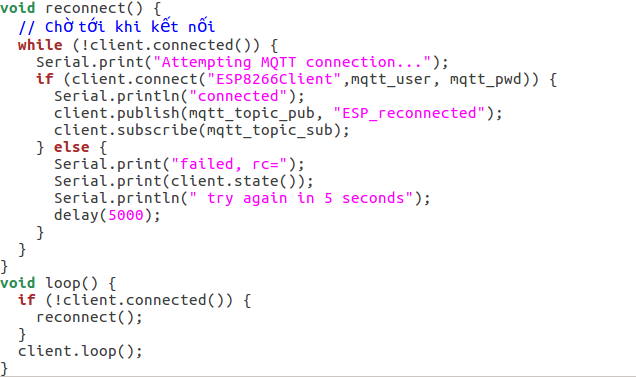 void reconnect() {
  // Chờ tới khi kết nối
  while (!client.connected()) {
    Serial.print("Attempting MQTT connection...");
    if (client.connect("ESP8266Client",mqtt_user, mqtt_pwd)) {
      Serial.println("connected");
      client.publish(mqtt_topic_pub, "ESP_reconnected");
      client.subscribe(mqtt_topic_sub);
    } else {
      Serial.print("failed, rc=");
      Serial.print(client.state());
      Serial.println(" try again in 5 seconds");
      delay(5000);
    }
  }
}
void loop() {
  if (!client.connected()) {
    reconnect();
  }
  client.loop();
}